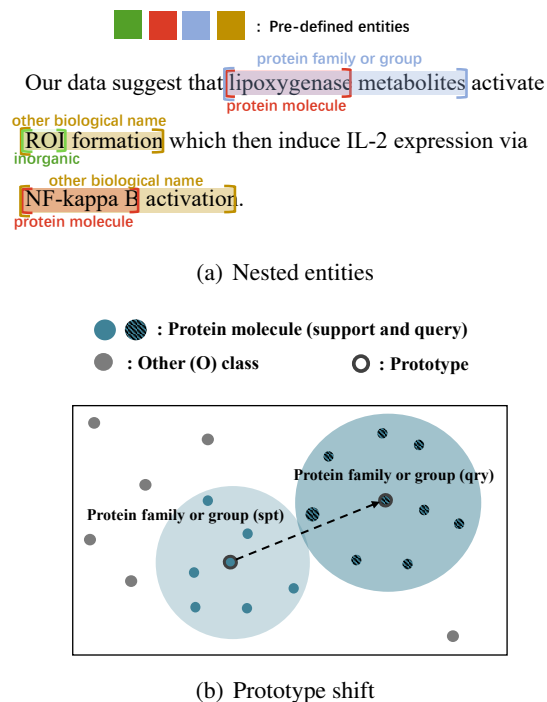 : Pre-defined entities
protein family or group
Our data suggest that lipoxygenase metabolites activate
protein molecule
other biological name
ROI formation which then induce IL-2 expression via
inorganic
other biological name
NF-kappa B activation.
protein molecule
(a) Nested entities
: Protein molecule (support and query)
: Other (O) class : Prototype
Protein family or group (qry)
Protein family or group (spt)
(b) Prototype shift